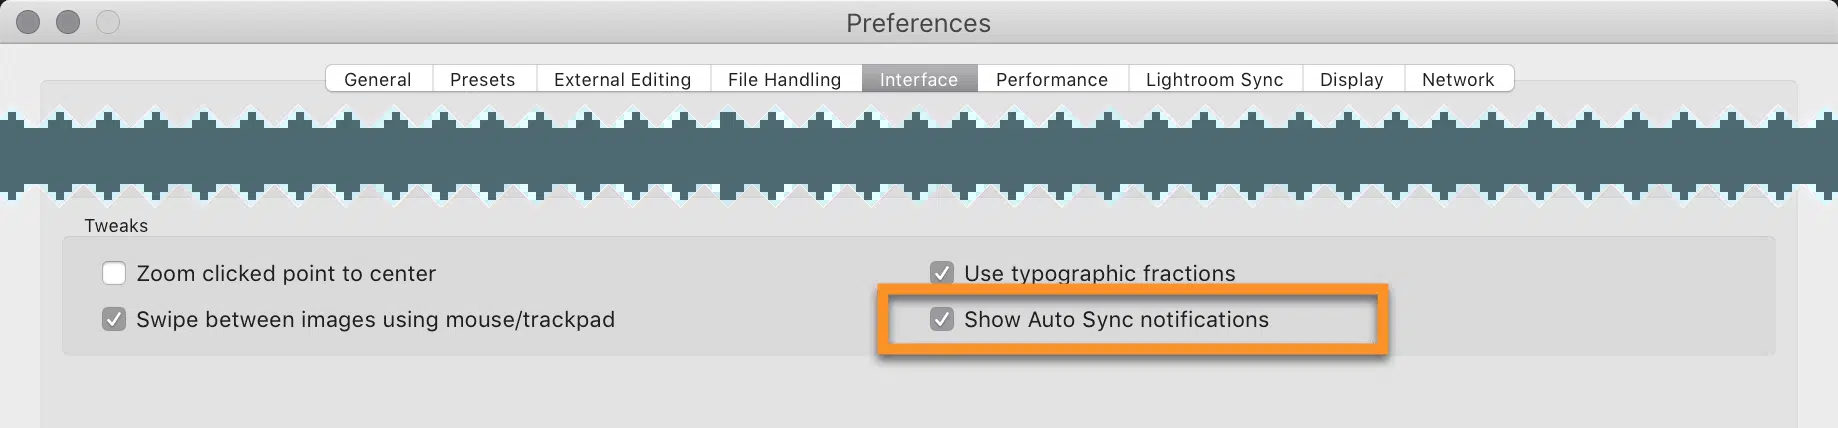 Preferences
General Presets External Editing File Handling Interface Performance Lightroom Sync Display Network
Tweaks
Zoom clicked point to center Use typographic fractions
Swipe between images using mouse/trackpad Show Auto Sync notifications